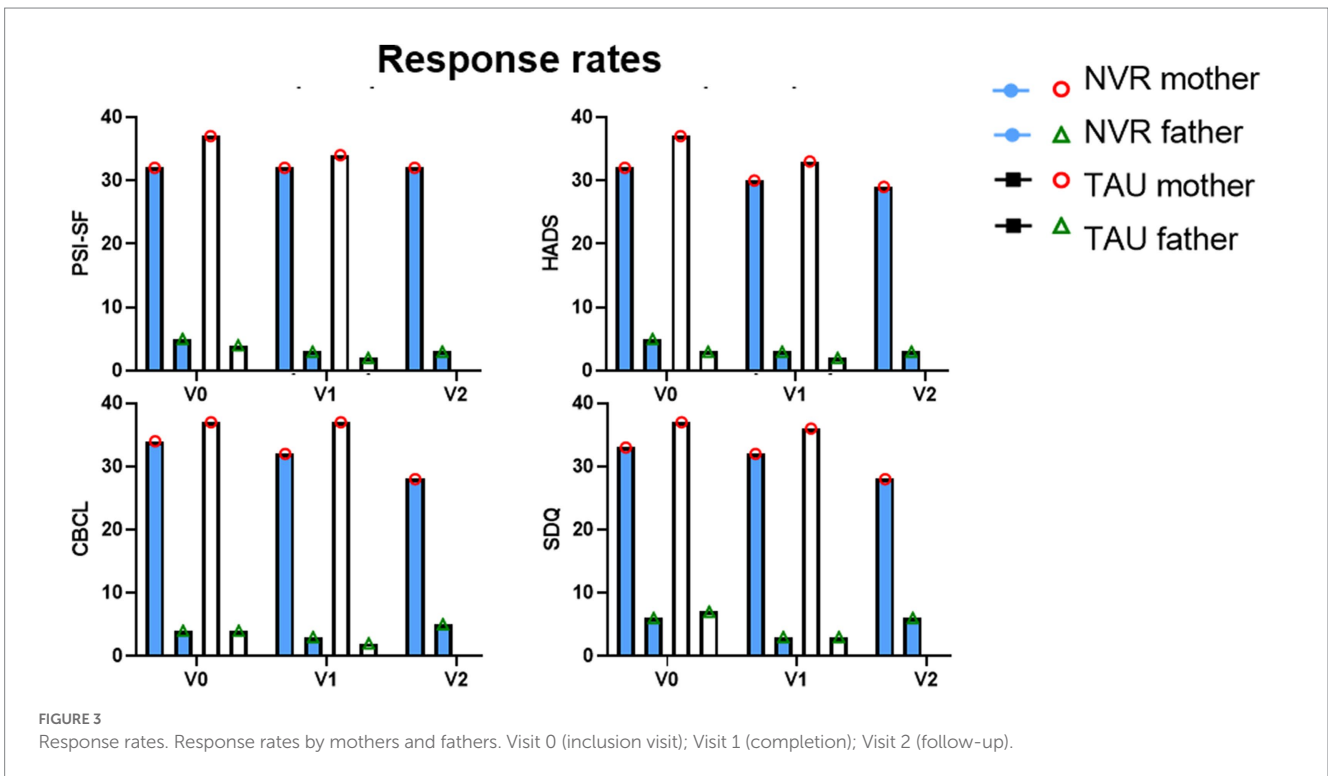 Response rates
NVR mother
NVR father
TAU mother
TAU father
PSI-SF
40
30
20
10
0
V0 V1 V2
HADS
40
30
20
10
0
V0 V1 V2
CBCL
40
30
20
10
0
V0 V1 V2
SDQ
40
30
20
10
0
V0 V1 V2
FIGURE 3
Response rates. Response rates by mothers and fathers. Visit 0 (inclusion visit); Visit 1 (completion); Visit 2 (follow-up).